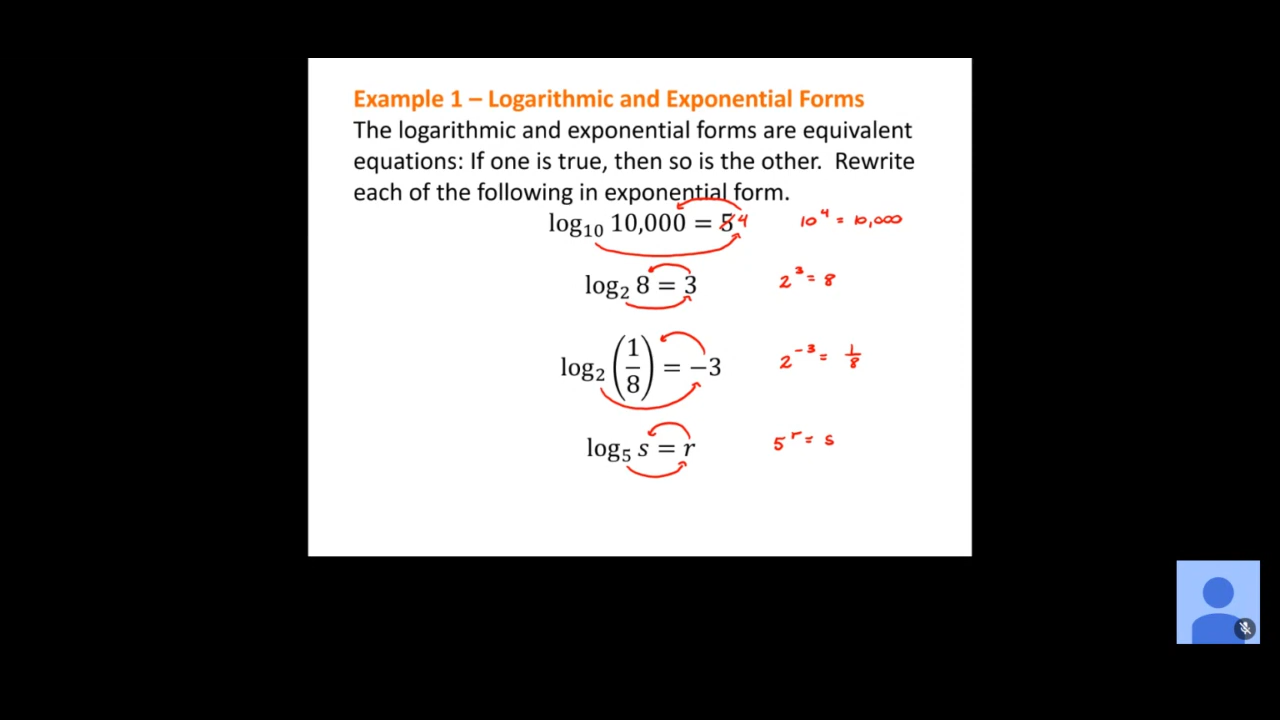 Example 1 – Logarithmic and Exponential Forms
The logarithmic and exponential forms are equivalent
equations: If one is true, then so is the other. Rewrite
each of the following in exponential form.
log₁₀ 10,000 = 5 4 10⁴ = 10,000
log₂ 8 = 3 2³ = 8
log₂ (1/8) = −3 2⁻³ = 1/8
log₅ s = r 5ʳ = s